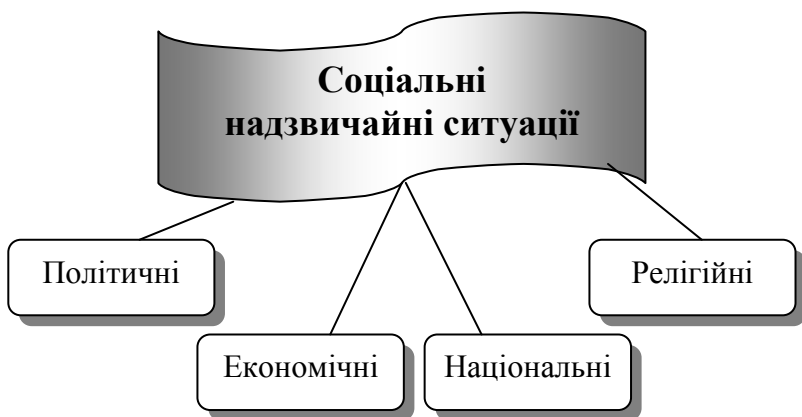 Соціальні
надзвичайні ситуації
Політичні
Релігійні
Економічні
Національні